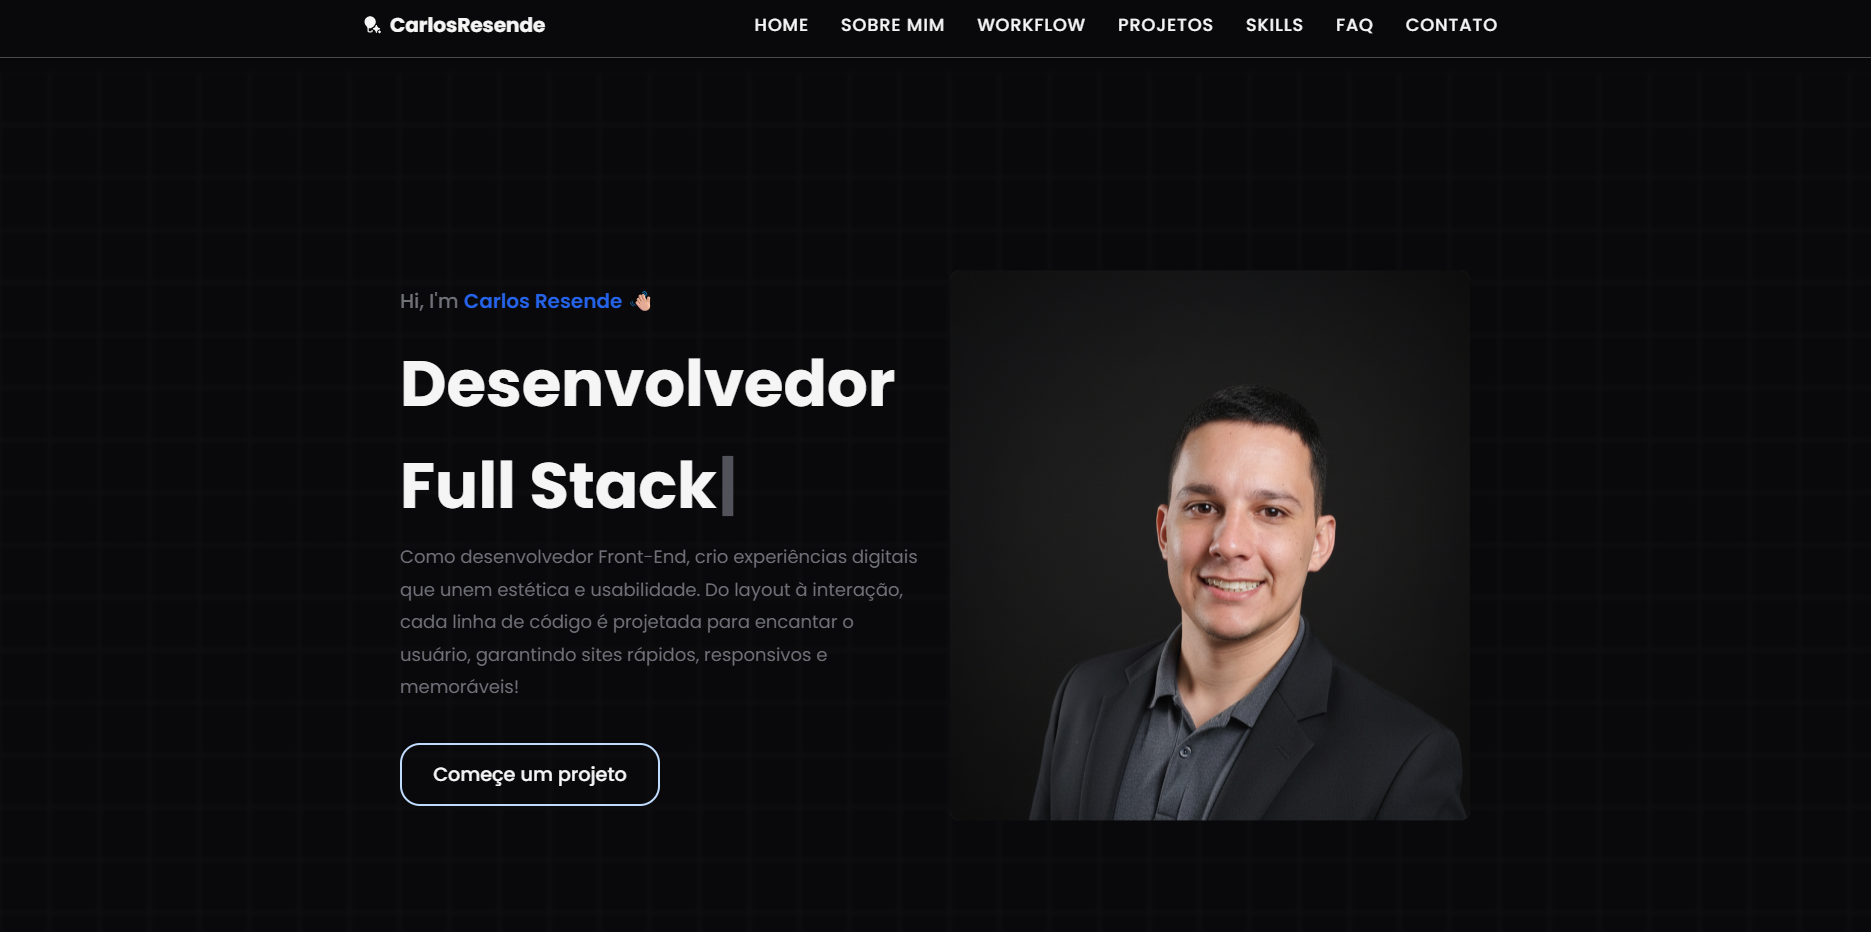 CarlosResende
HOME SOBRE MIM WORKFLOW PROJETOS SKILLS FAQ CONTATO
Hi, I'm Carlos Resende 👋🏻
Desenvolvedor
Full Stack|
Como desenvolvedor Front-End, crio experiências digitais
que unem estética e usabilidade. Do layout à interação,
cada linha de código é projetada para encantar o
usuário, garantindo sites rápidos, responsivos e
memoráveis!
Começe um projeto